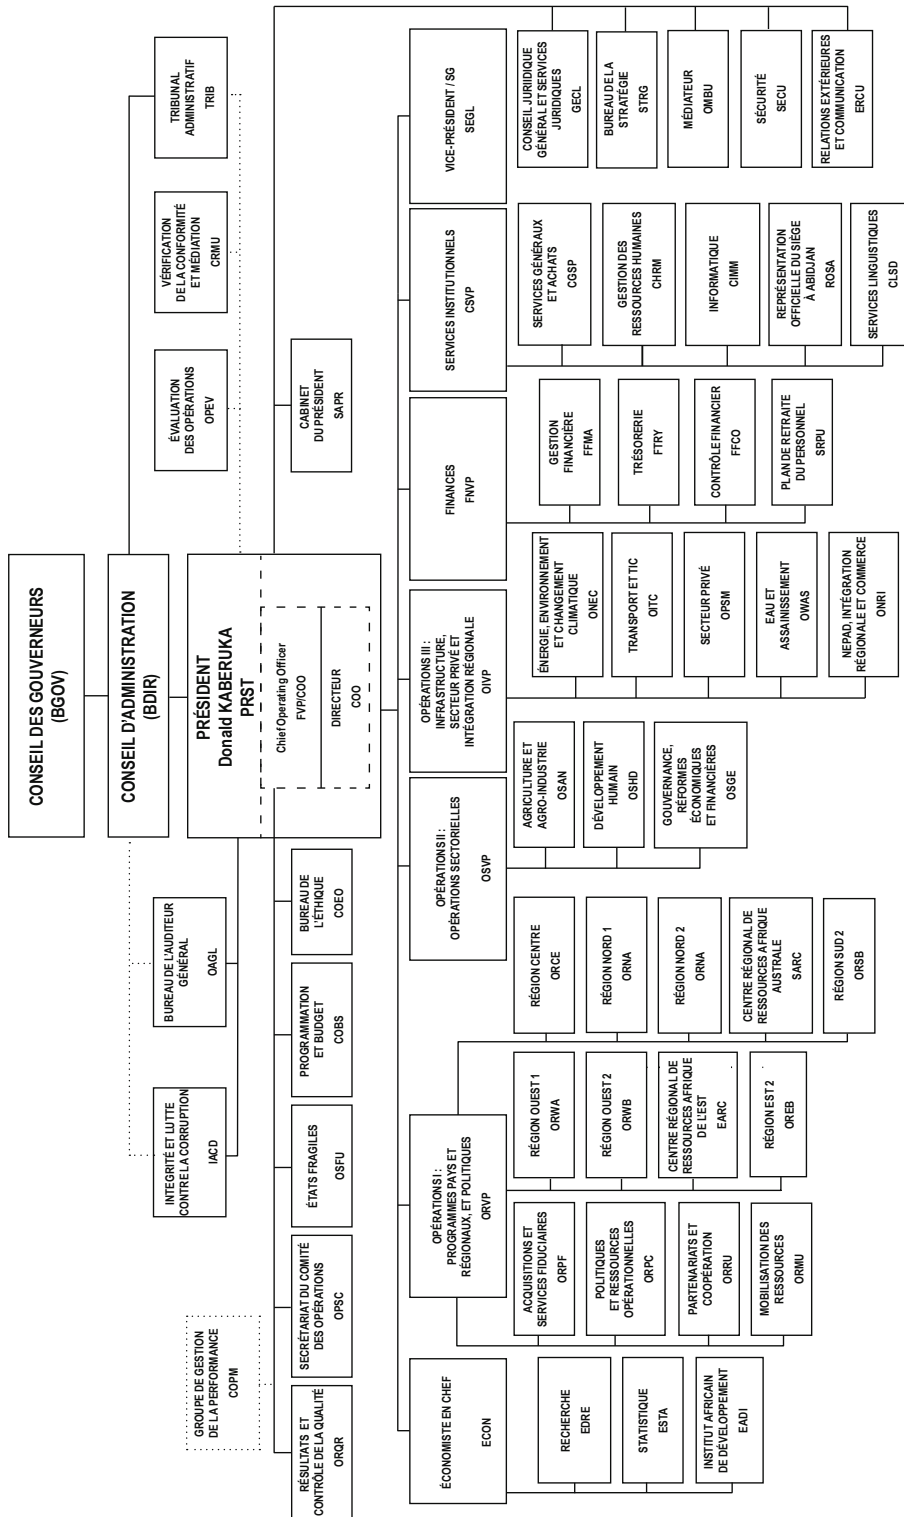 CONSEIL DES GOUVERNEURS
(BGOV)
CONSEIL D'ADMINISTRATION
(BDIR)
PRÉSIDENT
Donald KABERUKA
PRST
Chief Operating Officer
FVP/COO
DIRECTEUR
COO
INTEGRITÉ ET LUTTE
CONTRE LA CORRUPTION
IACD
BUREAU DE L'AUDITEUR
GÉNÉRAL
OAGL
ÉVALUATION
DES OPÉRATIONS
OPEV
VÉRIFICATION
DE LA CONFORMITÉ
ET MÉDIATION
CRMU
TRIBUNAL
ADMINISTRATIF
TRIB
GROUPE DE GESTION
DE LA PERFORMANCE
COPM
RÉSULTATS ET
CONTRÔLE DE LA QUALITÉ
ORQR
SECRÉTARIAT DU COMITÉ
DES OPÉRATIONS
OPSC
ÉTATS FRAGILES
OSFU
PROGRAMMATION
ET BUDGET
COBS
BUREAU DE
L'ÉTHIQUE
COEO
CABINET
DU PRÉSIDENT
SAPR
ÉCONOMISTE EN CHEF
ECON
RECHERCHE
EDRE
STATISTIQUE
ESTA
INSTITUT AFRICAIN
DE DÉVELOPPEMENT
EADI
OPÉRATIONS I :
PROGRAMMES PAYS ET
RÉGIONAUX, ET POLITIQUES
ORVP
ACQUISITIONS ET
SERVICES FIDUCIAIRES
ORPF
POLITIQUES
ET RESSOURCES
OPÉRATIONNELLES
ORPC
PARTENARIATS ET
COOPÉRATION
ORRU
MOBILISATION DES
RESSOURCES
ORMU
RÉGION OUEST 1
ORWA
RÉGION OUEST 2
ORWB
CENTRE RÉGIONAL DE
RESSOURCES AFRIQUE
DE L'EST
EARC
RÉGION EST 2
OREB
RÉGION CENTRE
ORCE
RÉGION NORD 1
ORNA
RÉGION NORD 2
ORNA
CENTRE RÉGIONAL DE
RESSOURCES AFRIQUE
AUSTRALE
SARC
RÉGION SUD 2
ORSB
OPÉRATIONS II :
OPÉRATIONS SECTORIELLES
OSVP
AGRICULTURE ET
AGRO-INDUSTRIE
OSAN
DÉVELOPPEMENT
HUMAIN
OSHD
GOUVERNANCE,
RÉFORMES
ÉCONOMIQUES
ET FINANCIÈRES
OSGE
OPÉRATIONS III :
INFRASTRUCTURE,
SECTEUR PRIVÉ ET
INTÉGRATION RÉGIONALE
OIVP
ÉNERGIE, ENVIRONNEMENT
ET CHANGEMENT
CLIMATIQUE
ONEC
TRANSPORT ET TIC
OITC
SECTEUR PRIVÉ
OPSM
EAU ET
ASSAINISSEMENT
OWAS
NEPAD, INTÉGRATION
RÉGIONALE ET COMMERCE
ONRI
FINANCES
FNVP
GESTION
FINANCIÈRE
FFMA
TRÉSORERIE
FTRY
CONTRÔLE FINANCIER
FFCO
PLAN DE RETRAITE
DU PERSONNEL
SRPU
SERVICES INSTITUTIONNELS
CSVP
SERVICES GÉNÉRAUX
ET ACHATS
CGSP
GESTION DES
RESSOURCES HUMAINES
CHRM
INFORMATIQUE
CIMM
REPRÉSENTATION
OFFICIELLE DU SIÈGE
À ABIDJAN
ROSA
SERVICES LINGUISTIQUES
CLSD
VICE-PRÉSIDENT / SG
SEGL
CONSEIL JURIIDIQUE
GÉNÉRAL ET SERVICES
JURIDIQUES
GECL
BUREAU DE LA
STRATÉGIE
STRG
MÉDIATEUR
OMBU
SÉCURITÉ
SECU
RELATIONS EXTÉRIEURES
ET COMMUNICATION
ERCU